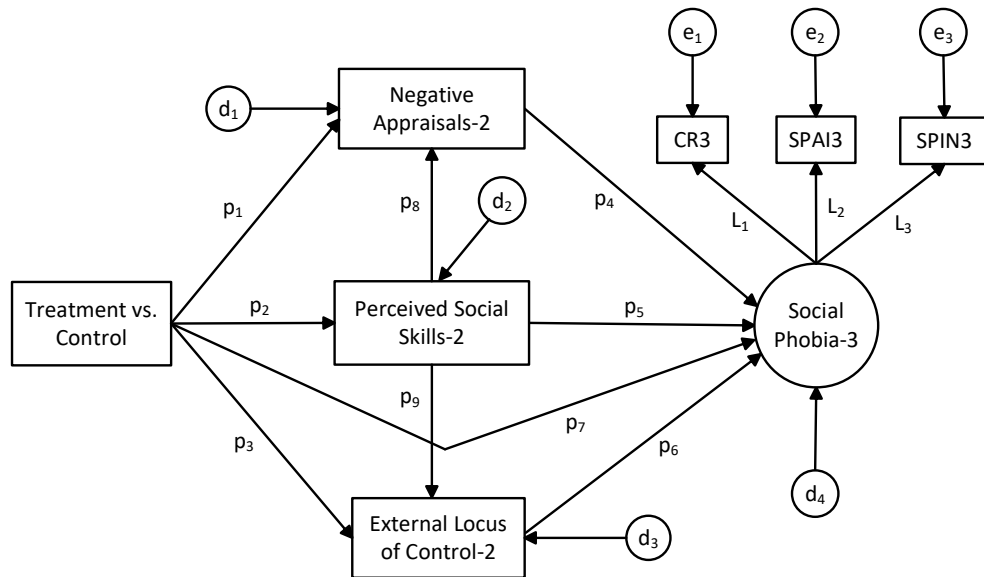 e₁
e₂
e₃
Negative
Appraisals-2
d₁
CR3
SPAI3
SPIN3
p₁
p₈
d₂
p₄
L₁
L₂
L₃
Treatment vs.
Control
p₂
Perceived Social
Skills-2
p₅
Social
Phobia-3
p₉
p₃
p₇
p₆
External Locus
of Control-2
d₃
d₄